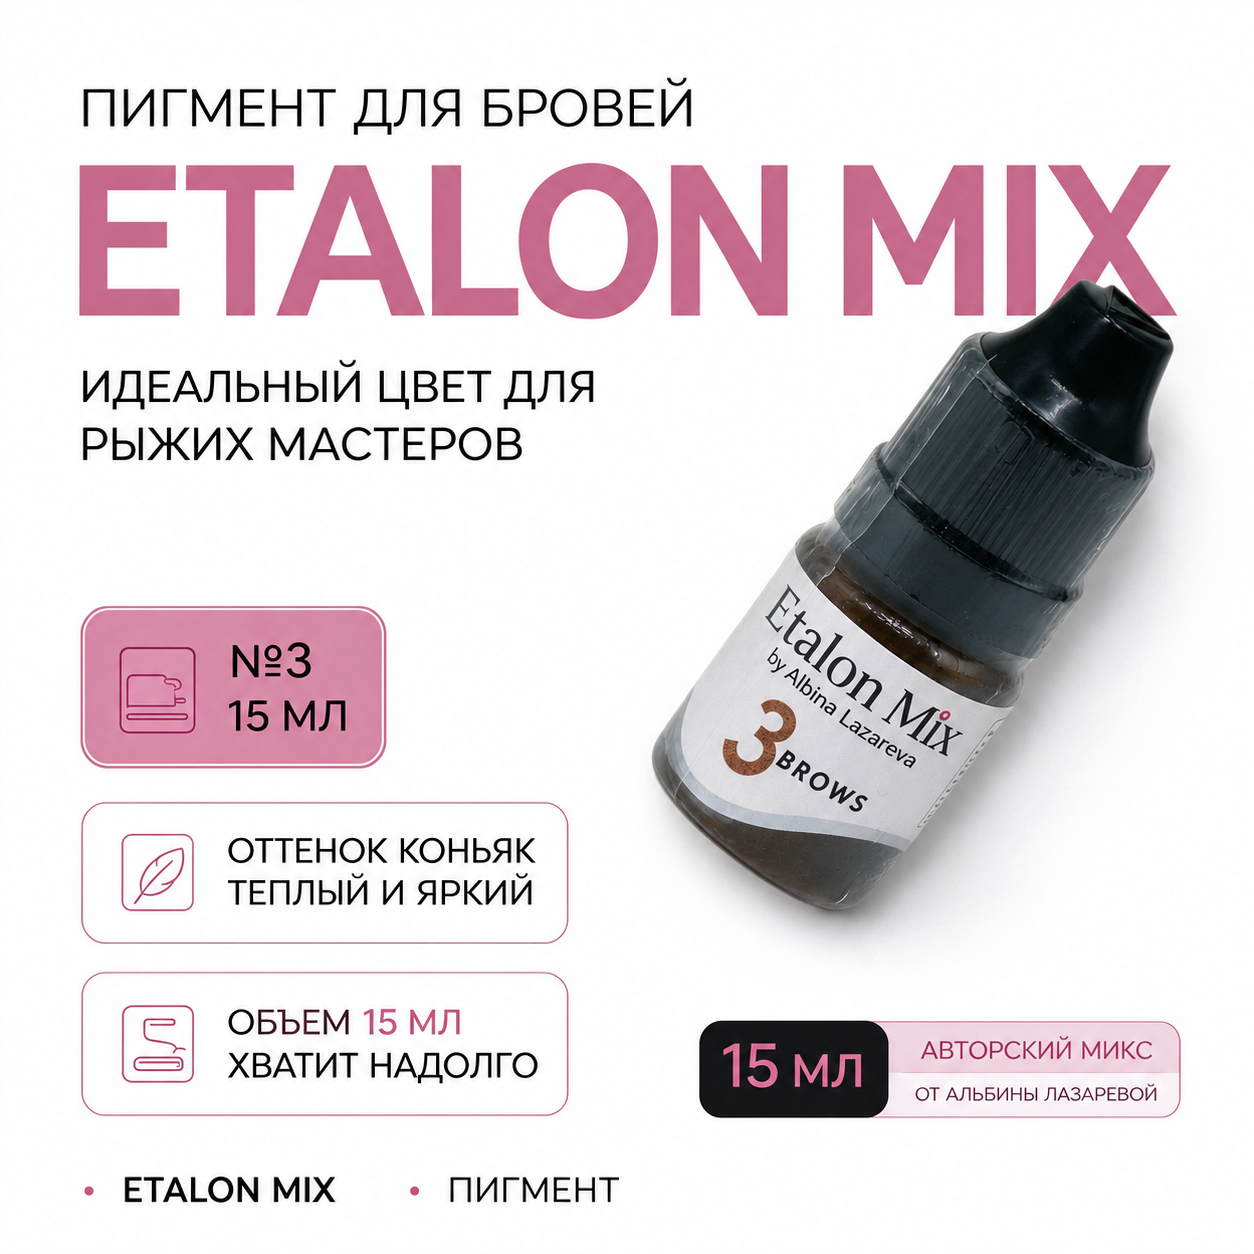 ПИГМЕНТ ДЛЯ БРОВЕЙ
ETALON MIX
ИДЕАЛЬНЫЙ ЦВЕТ ДЛЯ
РЫЖИХ МАСТЕРОВ
№3
15 МЛ
ОТТЕНОК КОНЬЯК
ТЕПЛЫЙ И ЯРКИЙ
ОБЪЕМ 15 МЛ
ХВАТИТ НАДОЛГО
Etalon Mix
by Albina Lazareva
3 BROWS
15 МЛ
АВТОРСКИЙ МИКС
ОТ АЛЬБИНЫ ЛАЗАРЕВОЙ
• ETALON MIX • ПИГМЕНТ